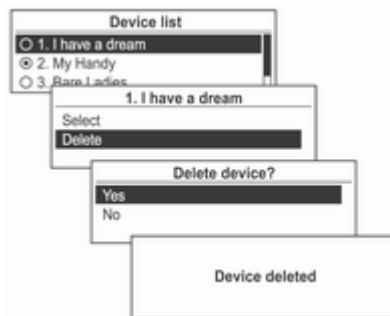 Device list
1. I have a dream
2. My Handy
3. Bare Ladies
1. I have a dream
Select
Delete
Delete device?
Yes
No
Device deleted